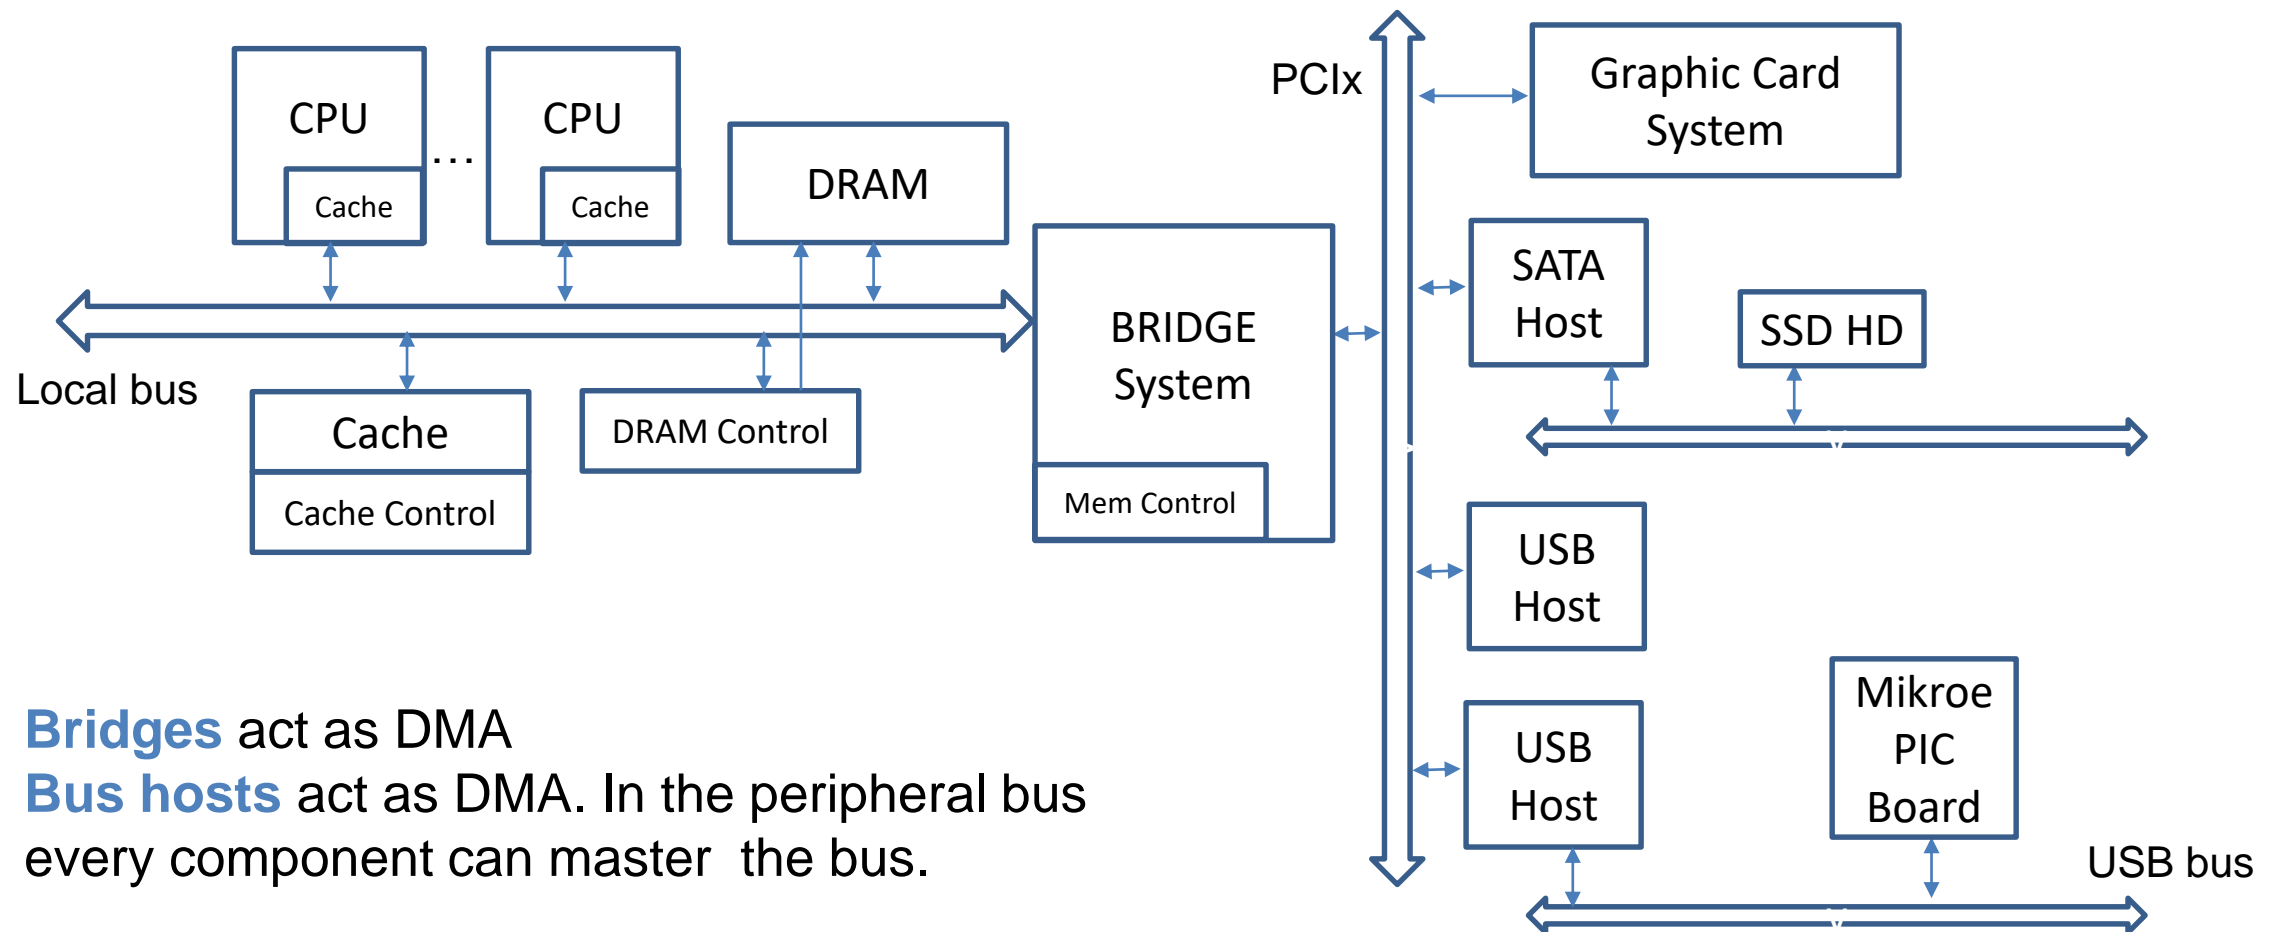 PCIx
Graphic Card
System
CPU
Cache
...
CPU
Cache
DRAM
SATA
Host
SSD HD
BRIDGE
System
Mem Control
Local bus
Cache
Cache Control
DRAM Control
USB
Host
USB
Host
Mikroe
PIC
Board
USB bus
Bridges act as DMA
Bus hosts act as DMA. In the peripheral bus
every component can master  the bus.